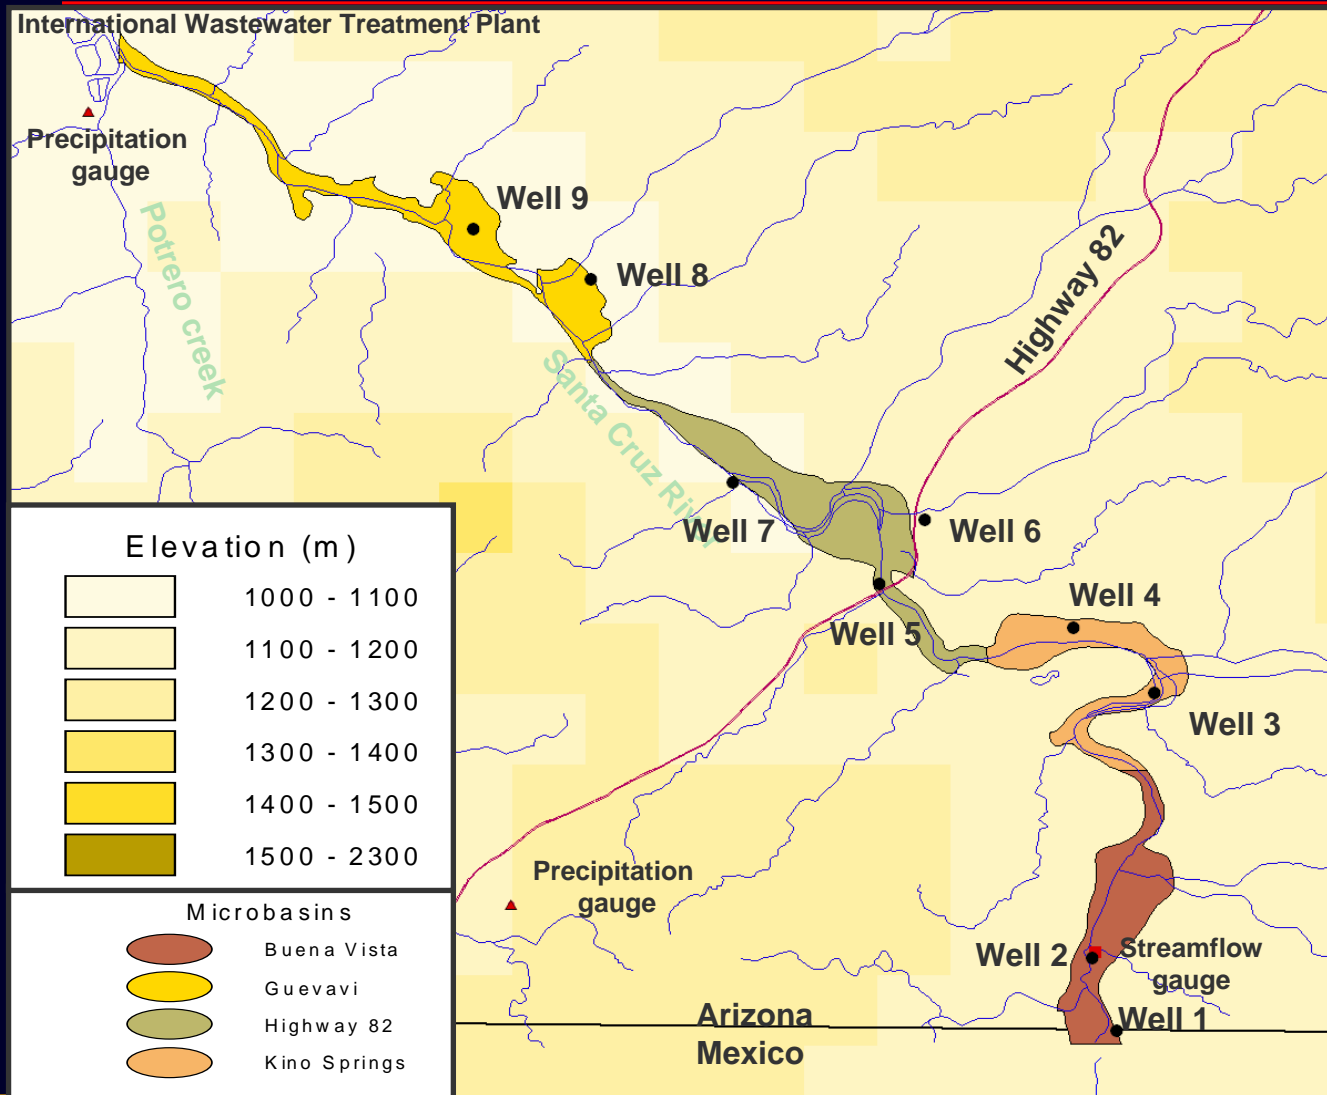 International Wastewater Treatment Plant
Precipitation
gauge
Potrero creek
Well 9
Well 8
Highway 82
Santa Cruz River
Well 7
Well 6
Well 5
Well 4
Well 3
Elevation (m)
1000 - 1100
1100 - 1200
1200 - 1300
1300 - 1400
1400 - 1500
1500 - 2300
Precipitation
gauge
Microbasins
Buena Vista
Guevavi
Highway 82
Kino Springs
Well 2
Streamflow
gauge
Well 1
Arizona
Mexico